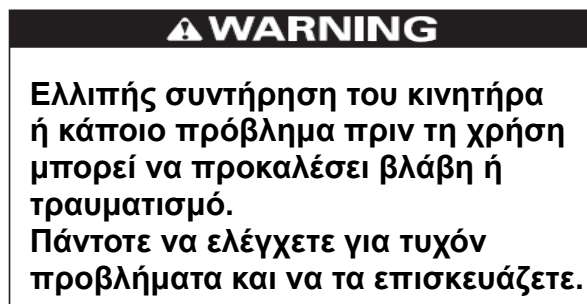 WARNING
Ελλιπής συντήρηση του κινητήρα
ή κάποιο πρόβλημα πριν τη χρήση
μπορεί να προκαλέσει βλάβη ή
τραυματισμό.
Πάντοτε να ελέγχετε για τυχόν
προβλήματα και να τα επισκευάζετε.